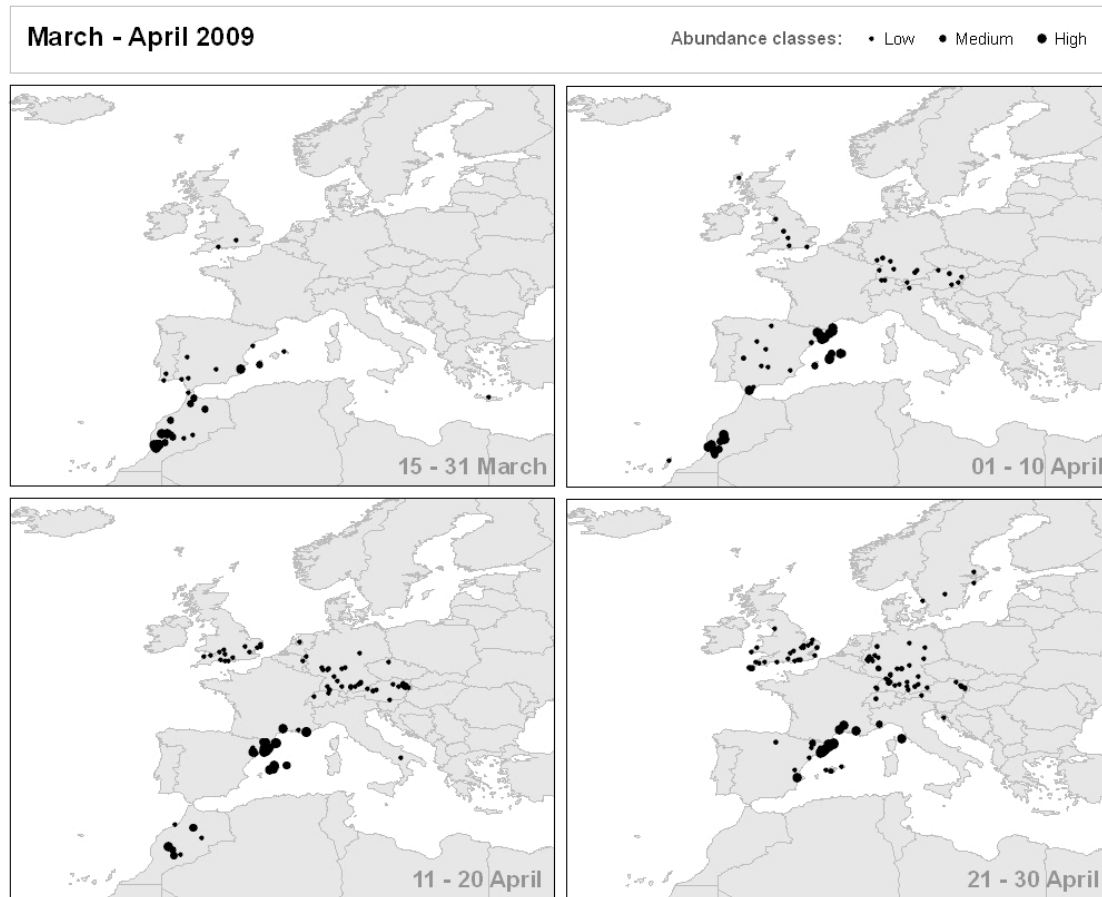 March - April 2009
Abundance classes: Low Medium High
15 - 31 March
01 - 10 April
11 - 20 April
21 - 30 April